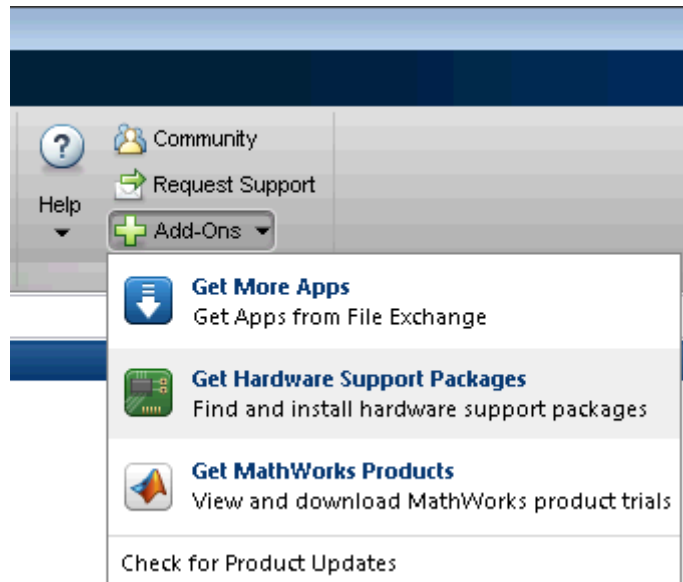 ?
Help
Community
Request Support
Add-Ons
Get More Apps
Get Apps from File Exchange
Get Hardware Support Packages
Find and install hardware support packages
Get MathWorks Products
View and download MathWorks product trials
Check for Product Updates